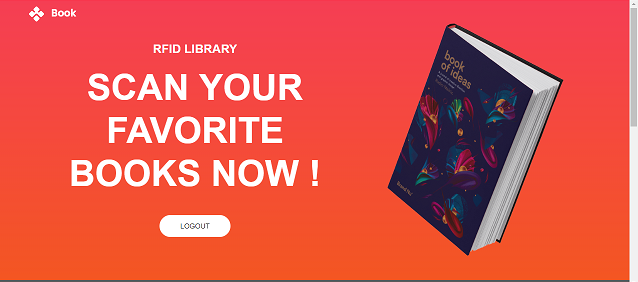 Book
RFID LIBRARY
SCAN YOUR
FAVORITE
BOOKS NOW !
LOGOUT
book
of ideas